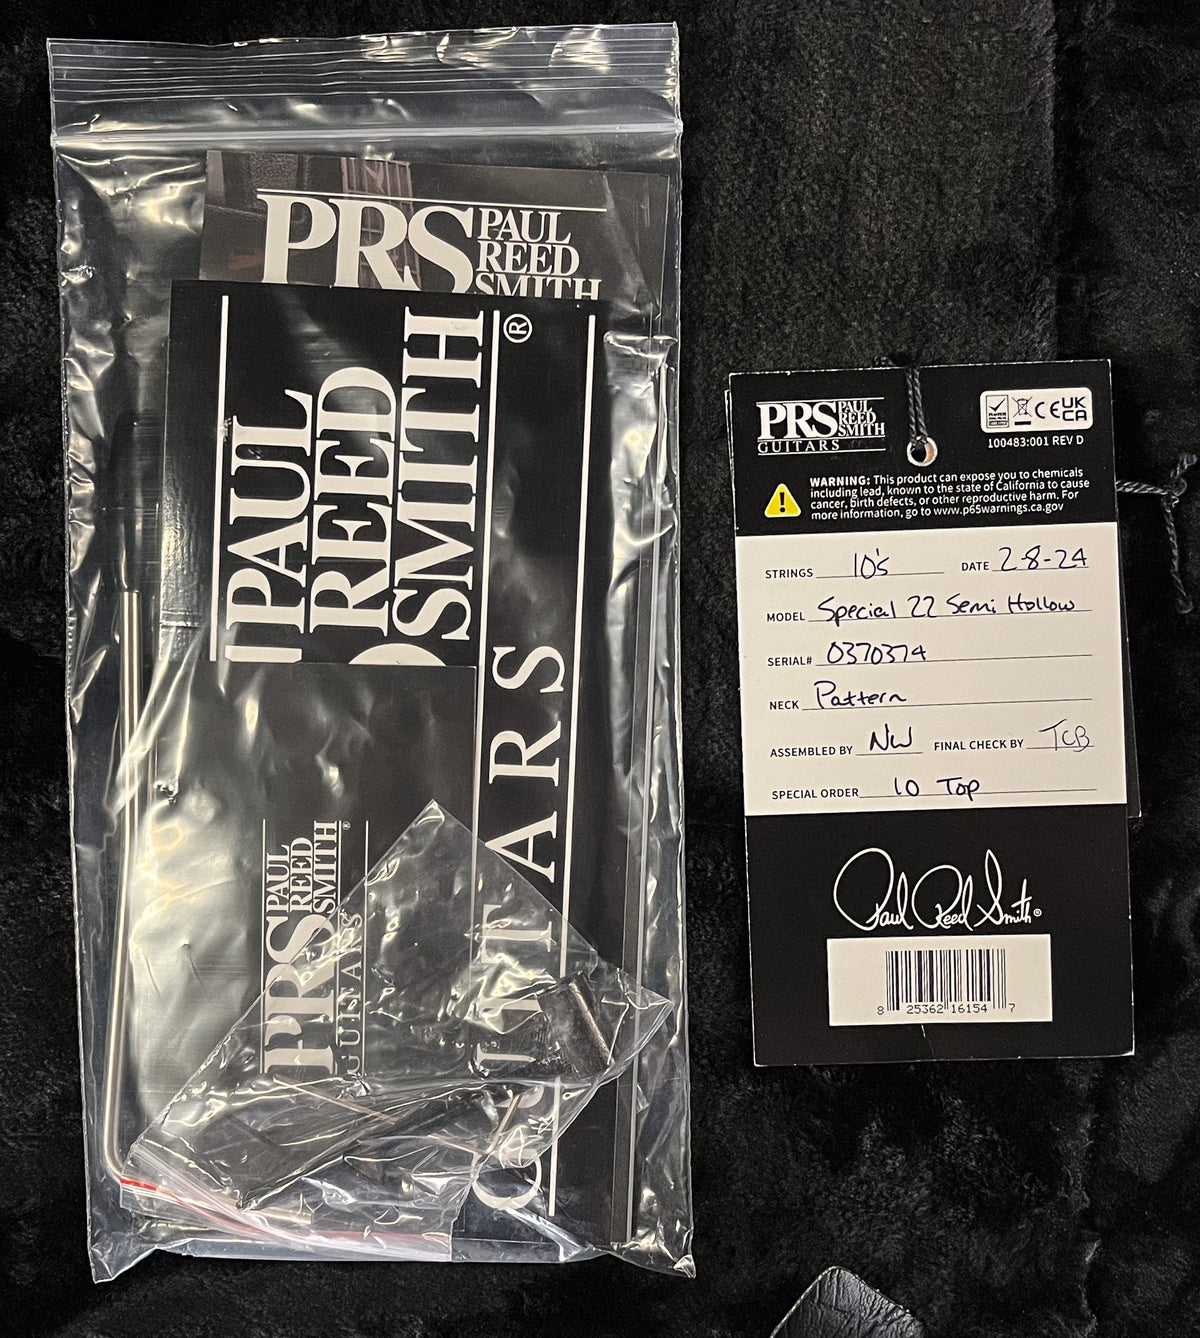 PRS PAUL
REED
SMITH
PAUL
REED
SMITH ®
GUITARS
PRS PAUL
REED
SMITH ®
GUITARS
PRS PAUL
REED
SMITH
GUITARS
CE UK
CA
100483:001 REV D
WARNING: This product can expose you to chemicals
including lead, known to the state of California to cause
cancer, birth defects, or other reproductive harm. For
more information, go to www.p65warnings.ca.gov
STRINGS 10's DATE 2-8-24
MODEL Special 22 Semi Hollow
SERIAL# 0370374
NECK Pattern
ASSEMBLED BY NW FINAL CHECK BY TCB
SPECIAL ORDER 10 Top
Paul Reed Smith ®
8 25362 16154 7